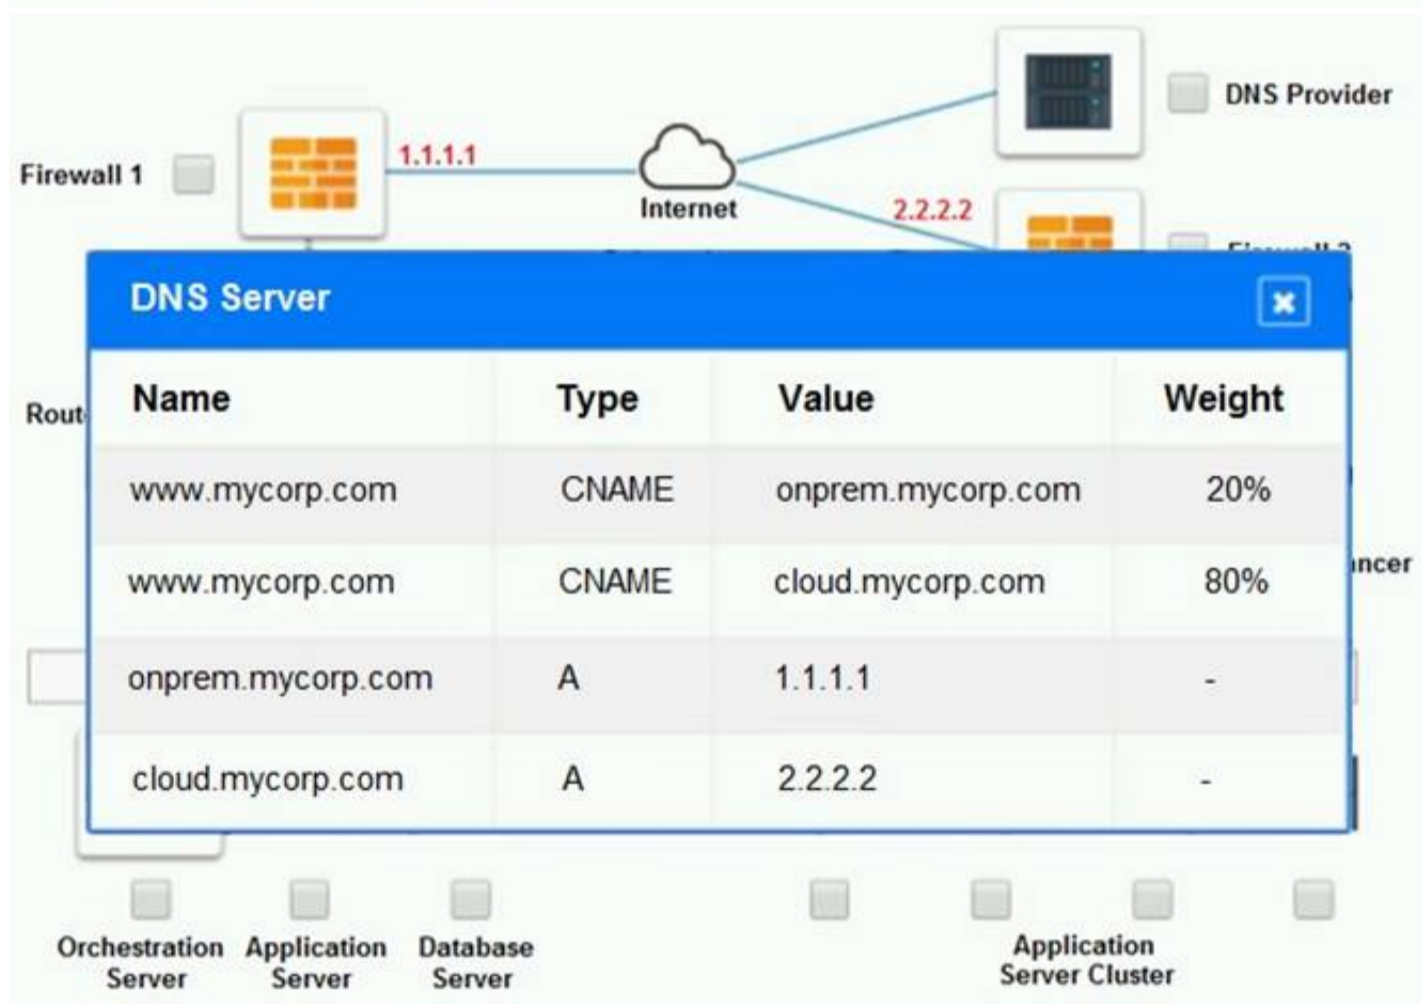 DNS Provider
Firewall 1
1.1.1.1
Internet
2.2.2.2
DNS Server
Name Type Value Weight
www.mycorp.com CNAME onprem.mycorp.com 20%
www.mycorp.com CNAME cloud.mycorp.com 80%
onprem.mycorp.com A 1.1.1.1 -
cloud.mycorp.com A 2.2.2.2 -
Orchestration Server
Application Server
Database Server
Application Server Cluster